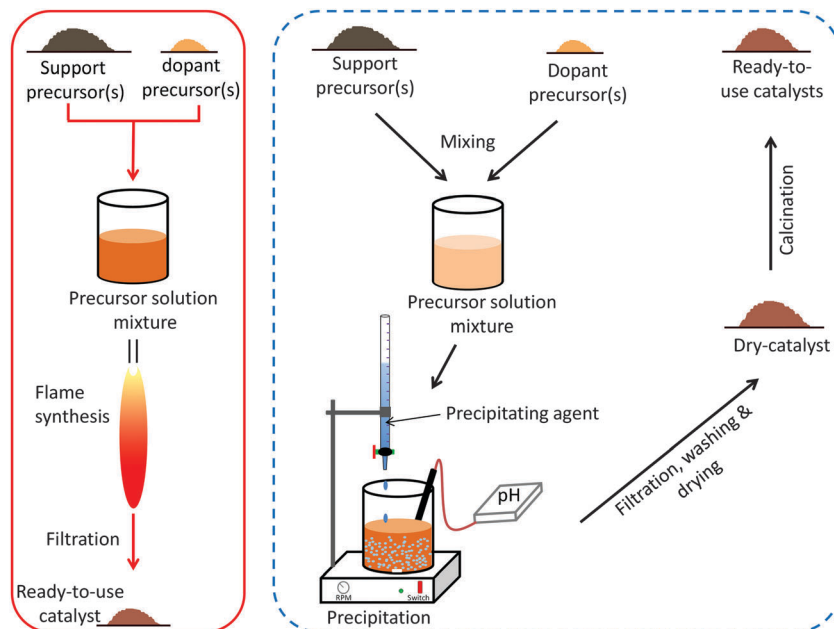 Support
precursor(s)
dopant
precursor(s)
Precursor solution
mixture
Flame
synthesis
Filtration
Ready-to-use
catalyst
Support
precursor(s)
Dopant
precursor(s)
Mixing
Precursor solution
mixture
Precipitating agent
pH
RPM
Switch
Precipitation
Filtration, washing &
drying
Dry-catalyst
Calcination
Ready-to-
use catalysts